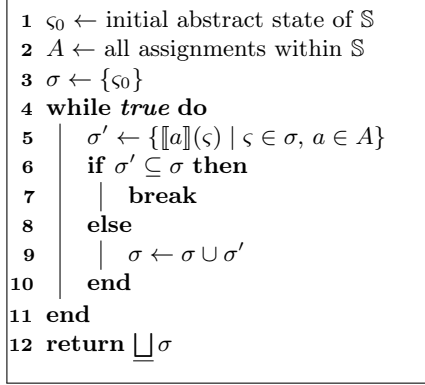 1 ς₀ ← initial abstract state of 𝕊
2 A ← all assignments within 𝕊
3 σ ← {ς₀}
4 while true do
5 σ′ ← {⟦a⟧(ς) | ς ∈ σ, a ∈ A}
6 if σ′ ⊆ σ then
7 break
8 else
9 σ ← σ ∪ σ′
10 end
11 end
12 return ⨆ σ